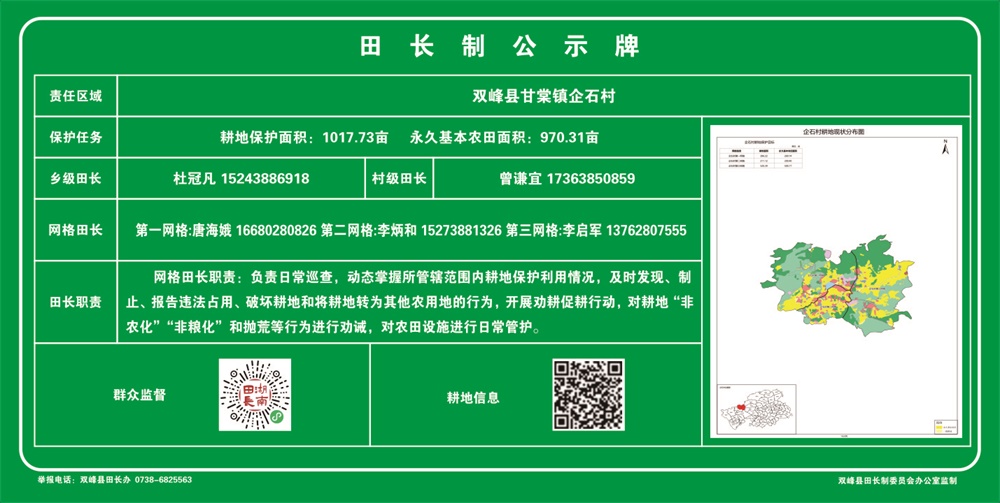 田长制公示牌
责任区域
双峰县甘棠镇企石村
保护任务
耕地保护面积：1017.73亩 永久基本农田面积：970.31亩
乡级田长
杜冠凡 15243886918
村级田长
曾谦宜 17363850859
网格田长
第一网格:唐海娥 16680280826 第二网格:李炳和 15273881326 第三网格:李启军 13762807555
田长职责
网格田长职责：负责日常巡查，动态掌握所管辖范围内耕地保护利用情况，及时发现、制
止、报告违法占用、破坏耕地和将耕地转为其他农用地的行为，开展劝耕促耕行动，对耕地“非
农化”“非粮化”和抛荒等行为进行劝诫，对农田设施进行日常管护。
群众监督
湖南
田長
耕地信息
企石村耕地现状分布图
N
举报电话：双峰县田长办 0738-6825563
双峰县田长制委员会办公室监制